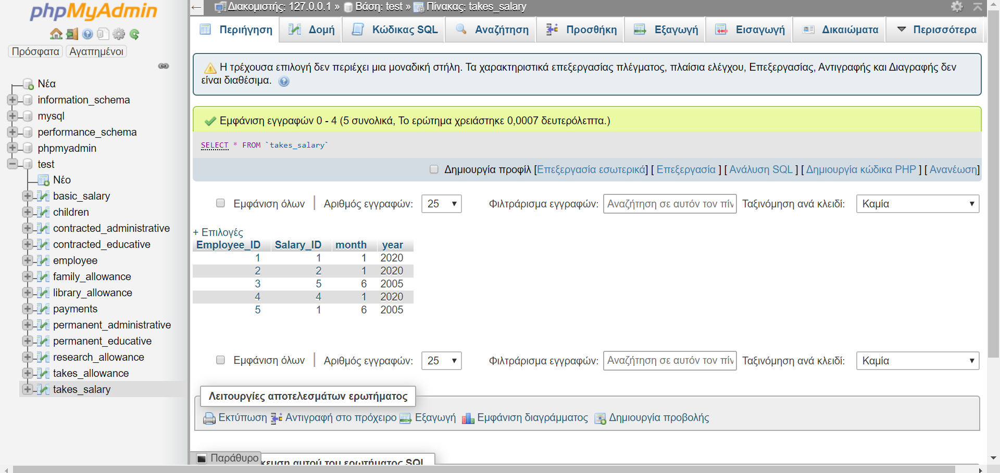 phpMyAdmin
Πρόσφατα Αγαπημένοι
Νέα
information_schema
mysql
performance_schema
phpmyadmin
test
Νέο
basic_salary
children
contracted_administrative
contracted_educative
employee
family_allowance
library_allowance
payments
permanent_administrative
permanent_educative
research_allowance
takes_allowance
takes_salary
Διακομιστής: 127.0.0.1 » Βάση: test » Πίνακας: takes_salary
Περιήγηση Δομή Κώδικας SQL Αναζήτηση Προσθήκη Εξαγωγή Εισαγωγή Δικαιώματα Περισσότερα
Η τρέχουσα επιλογή δεν περιέχει μια μοναδική στήλη. Τα χαρακτηριστικά επεξεργασίας πλέγματος, πλαίσια ελέγχου, Επεξεργασίας, Αντιγραφής και Διαγραφής δεν
είναι διαθέσιμα.
Εμφάνιση εγγραφών 0 - 4 (5 συνολικά, Το ερώτημα χρειάστηκε 0,0007 δευτερόλεπτα.)
SELECT * FROM `takes_salary`
Δημιουργία προφίλ [Επεξεργασία εσωτερικά] [ Επεξεργασία ] [ Ανάλυση SQL ] [ Δημιουργία κώδικα PHP ] [ Ανανέωση]
Εμφάνιση όλων | Αριθμός εγγραφών: 25 Φιλτράρισμα εγγραφών: Αναζήτηση σε αυτόν τον πίν Ταξινόμηση ανά κλειδί: Καμία
+ Επιλογές
Employee_ID Salary_ID month year
1 1 1 2020
2 2 1 2020
3 5 6 2005
4 4 1 2020
5 1 6 2005
Εμφάνιση όλων | Αριθμός εγγραφών: 25 Φιλτράρισμα εγγραφών: Αναζήτηση σε αυτόν τον πίν Ταξινόμηση ανά κλειδί: Καμία
Λειτουργίες αποτελεσμάτων ερωτήματος
Εκτύπωση Αντιγραφή στο πρόχειρο Εξαγωγή Εμφάνιση διαγράμματος Δημιουργία προβολής
Παράθυρο κευση αυτού του ερωτήματος SQL